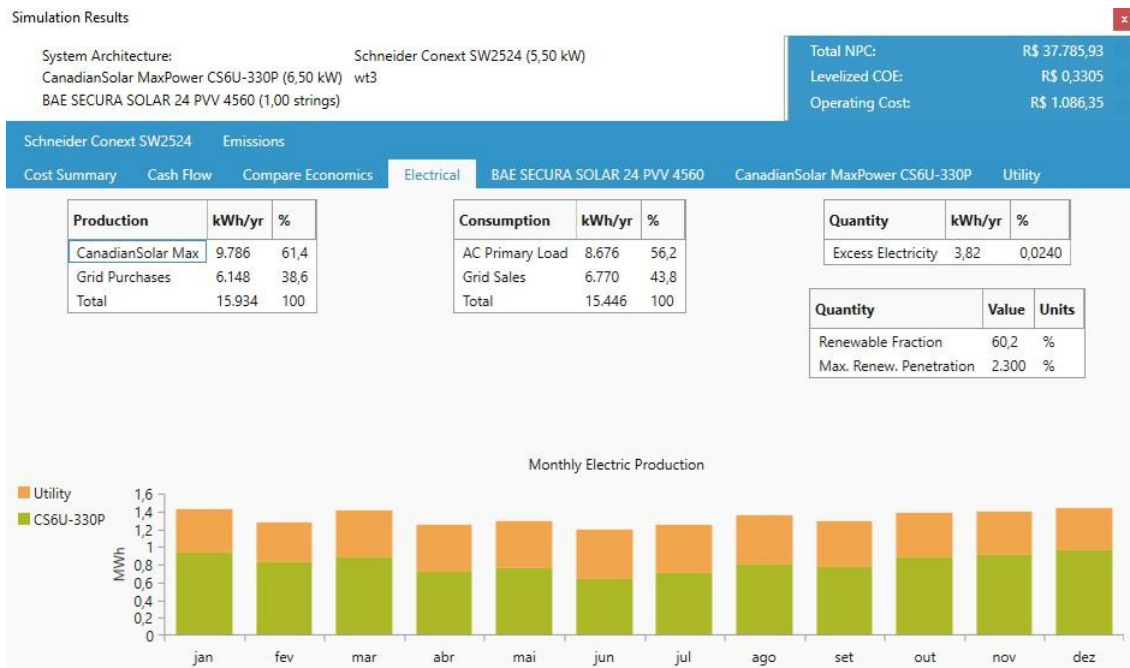 Simulation Results
x
System Architecture:
Schneider Conext SW2524 (5,50 kW)
CanadianSolar MaxPower CS6U-330P (6,50 kW)
wt3
BAE SECURA SOLAR 24 PVV 4560 (1,00 strings)
Total NPC: R$ 37.785,93
Levelized COE: R$ 0,3305
Operating Cost: R$ 1.086,35
Schneider Conext SW2524 Emissions
Cost Summary Cash Flow Compare Economics Electrical BAE SECURA SOLAR 24 PVV 4560 CanadianSolar MaxPower CS6U-330P Utility
Production kWh/yr %
CanadianSolar Max 9.786 61,4
Grid Purchases 6.148 38,6
Total 15.934 100
Consumption kWh/yr %
AC Primary Load 8.676 56,2
Grid Sales 6.770 43,8
Total 15.446 100
Quantity kWh/yr %
Excess Electricity 3,82 0,0240
Quantity Value Units
Renewable Fraction 60,2 %
Max. Renew. Penetration 2.300 %
Monthly Electric Production
Utility
CS6U-330P
MWh
1,6
1,4
1,2
1
0,8
0,6
0,4
0,2
0
jan fev mar abr mai jun jul ago set out nov dez